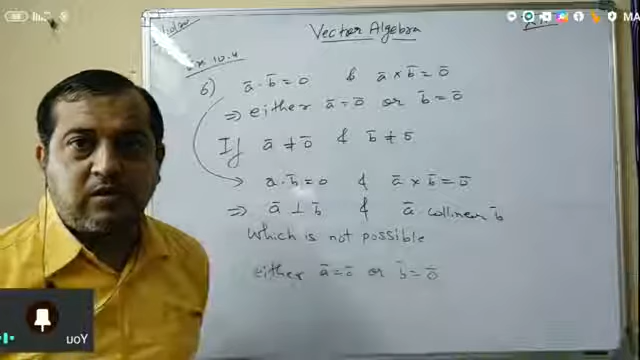 Vector Algebra
Ex 10.4
6) a̅ · b̅ = 0 & a̅ × b̅ = 0̅
⇒ either a̅ = 0̅ or b̅ = 0̅
If a̅ ≠ 0̅ & b̅ ≠ 0̅
a̅ · b̅ = 0 & a̅ × b̅ = 0̅
⇒ a̅ ⊥ b̅ & a̅ collinear b̅
Which is not possible
either a̅ = 0̅ or b̅ = 0̅
You